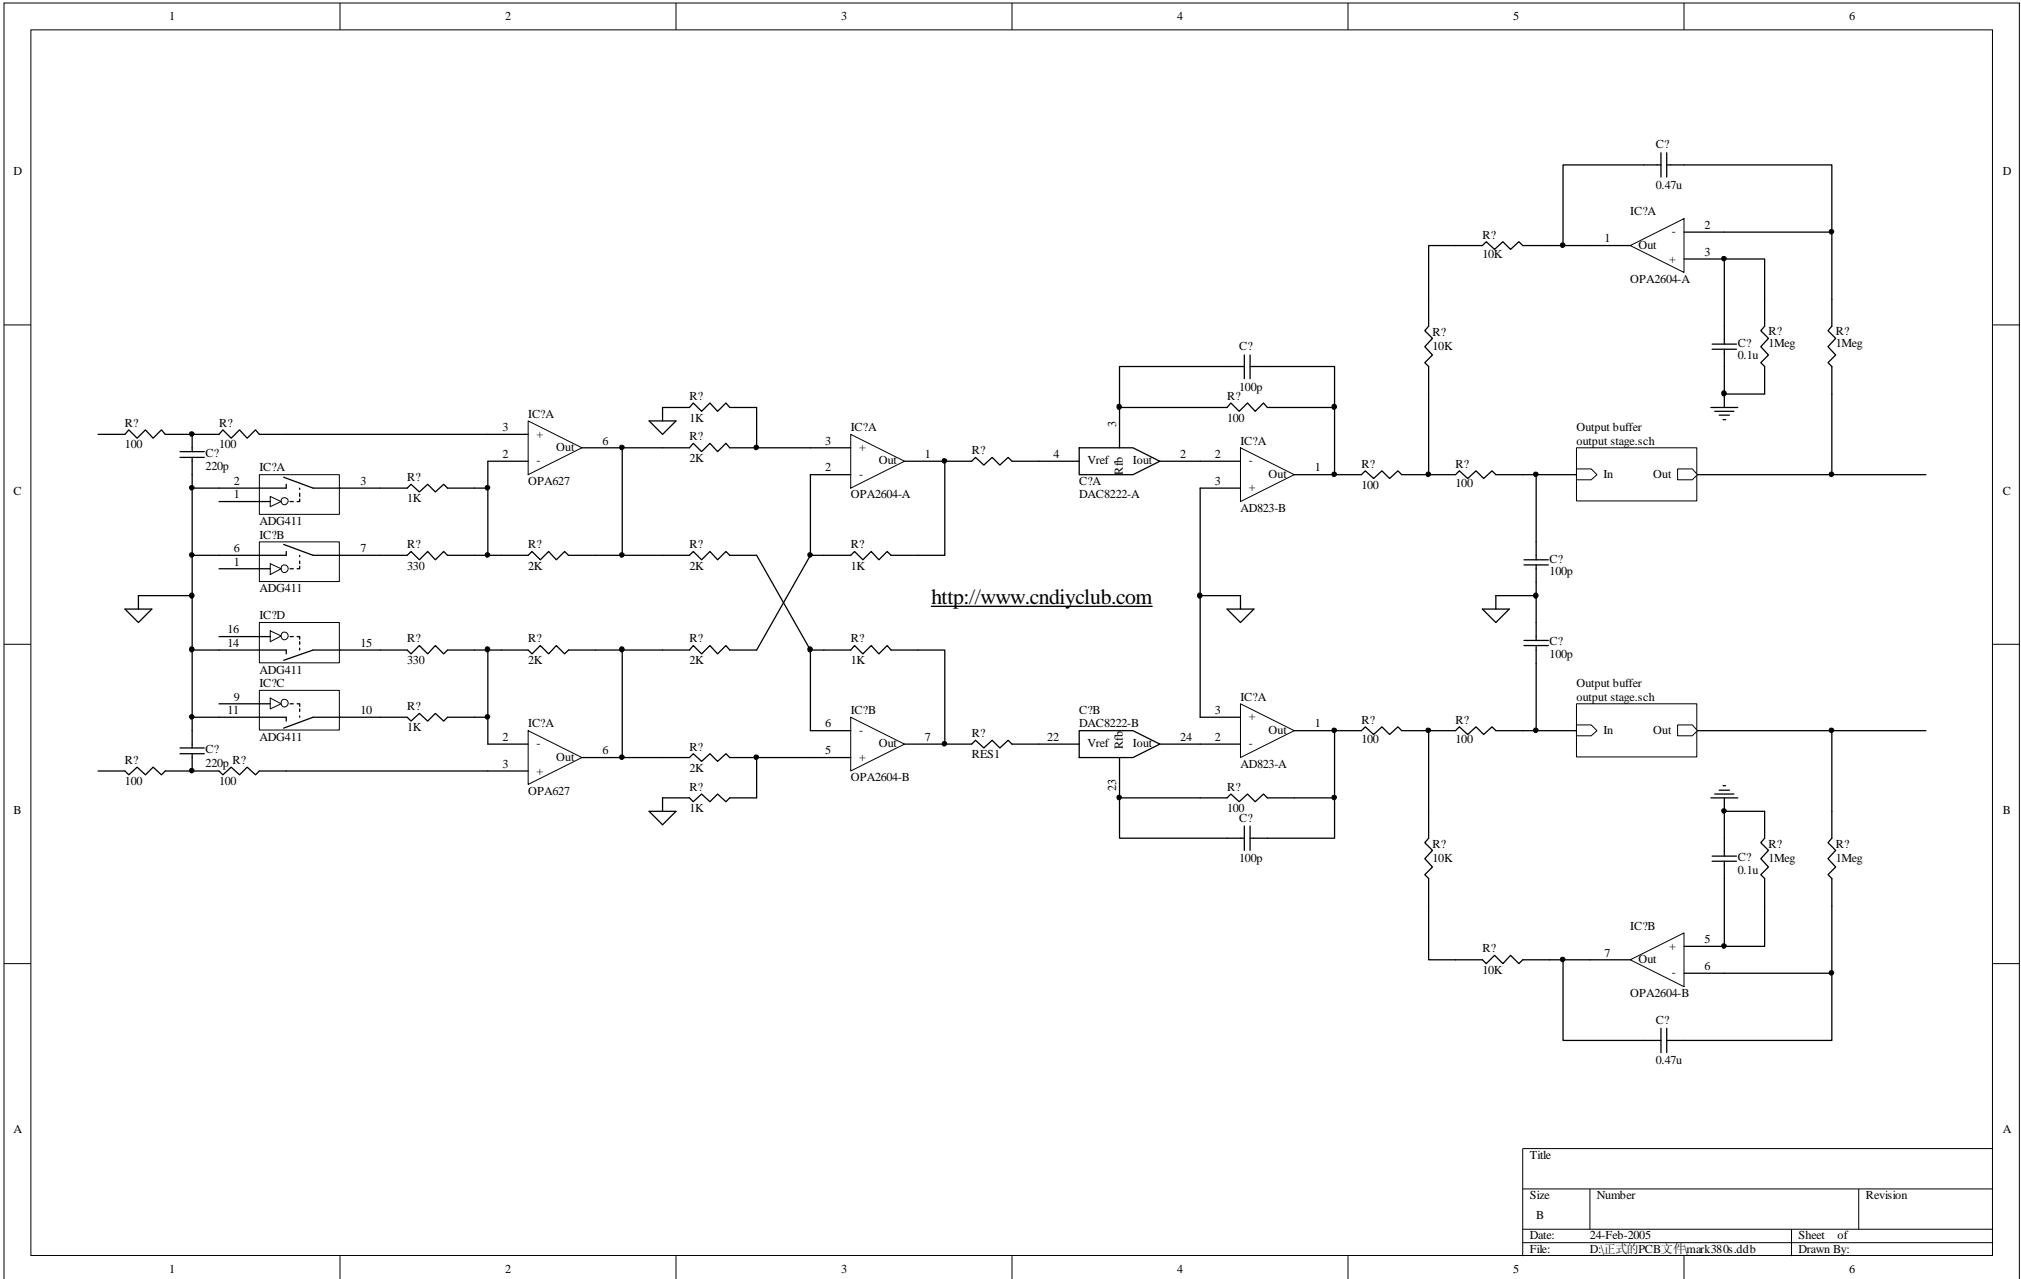 1 2 3 4 5 6
D D
C?
0.47u
IC?A
2
1 - Out
3 +
OPA2604-A
R?
10K
R?
10K
C?
0.1u
R?
1Meg
R?
1Meg
C C
R?
100
R?
100
C?
220p
IC?A
2
1
3
ADG411
R?
1K
IC?B
6
1
7
ADG411
R?
330
IC?A
3 +
2 -
Out 6
OPA627
R?
2K
R?
1K
R?
2K
R?
2K
IC?A
3 +
2 -
Out 1
OPA2604-A
R?
1K
R?
4
Vref Rfb Iout
3
2
C?A
DAC8222-A
C?
100p
R?
100
IC?A
2 -
3 +
Out 1
AD823-B
R?
100
R?
100
Output buffer
output stage.sch
In Out
C?
100p
http://www.cndiyclub.com
C?
100p
IC?D
16
14
15
ADG411
R?
330
IC?C
9
11
10
ADG411
R?
1K
R?
2K
R?
2K
R?
1K
C?
220p
R?
100
R?
100
IC?A
2 -
3 +
Out 6
OPA627
R?
2K
R?
1K
IC?B
6 -
5 +
Out 7
OPA2604-B
R?
RES1
22
C?B
DAC8222-B
Vref Rfb Iout
24
23
IC?A
3 +
2 -
Out 1
AD823-A
R?
100
C?
100p
R?
100
R?
100
Output buffer
output stage.sch
In Out
B B
R?
10K
C?
0.1u
R?
1Meg
R?
1Meg
IC?B
5 +
7 Out
6 -
OPA2604-B
R?
10K
C?
0.47u
A A
Title
Size Number Revision
B
Date: 24-Feb-2005 Sheet of
File: D:\正式的PCB文件\mark380s.ddb Drawn By:
1 2 3 4 5 6